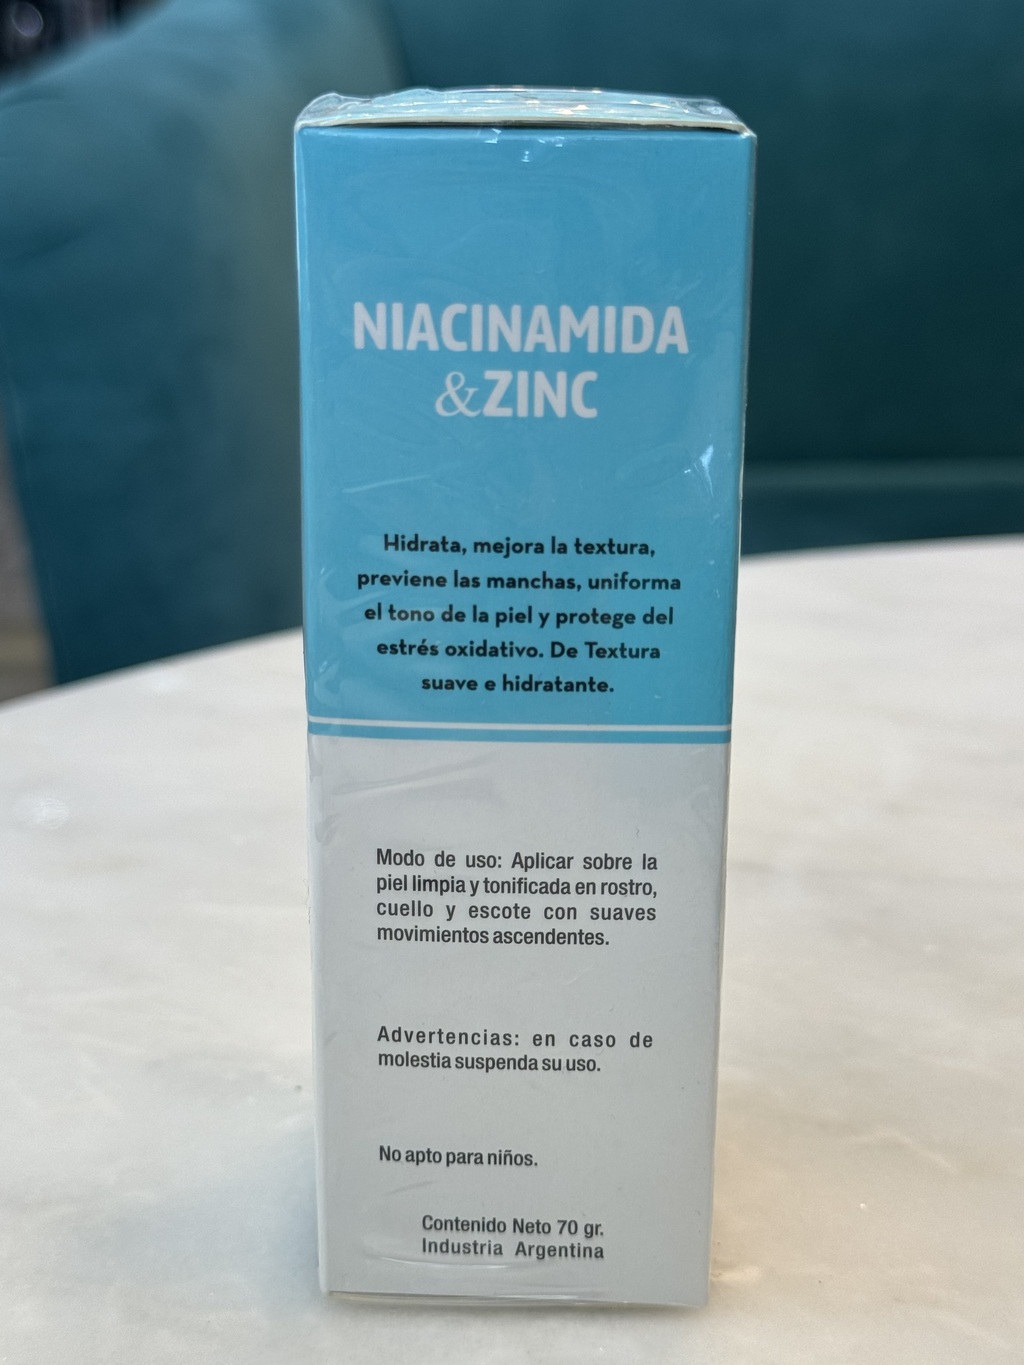 NIACINAMIDA
&ZINC
Hidrata, mejora la textura,
previene las manchas, uniforma
el tono de la piel y protege del
estrés oxidativo. De Textura
suave e hidratante.
Modo de uso: Aplicar sobre la
piel limpia y tonificada en rostro,
cuello y escote con suaves
movimientos ascendentes.
Advertencias: en caso de
molestia suspenda su uso.
No apto para niños.
Contenido Neto 70 gr.
Industria Argentina